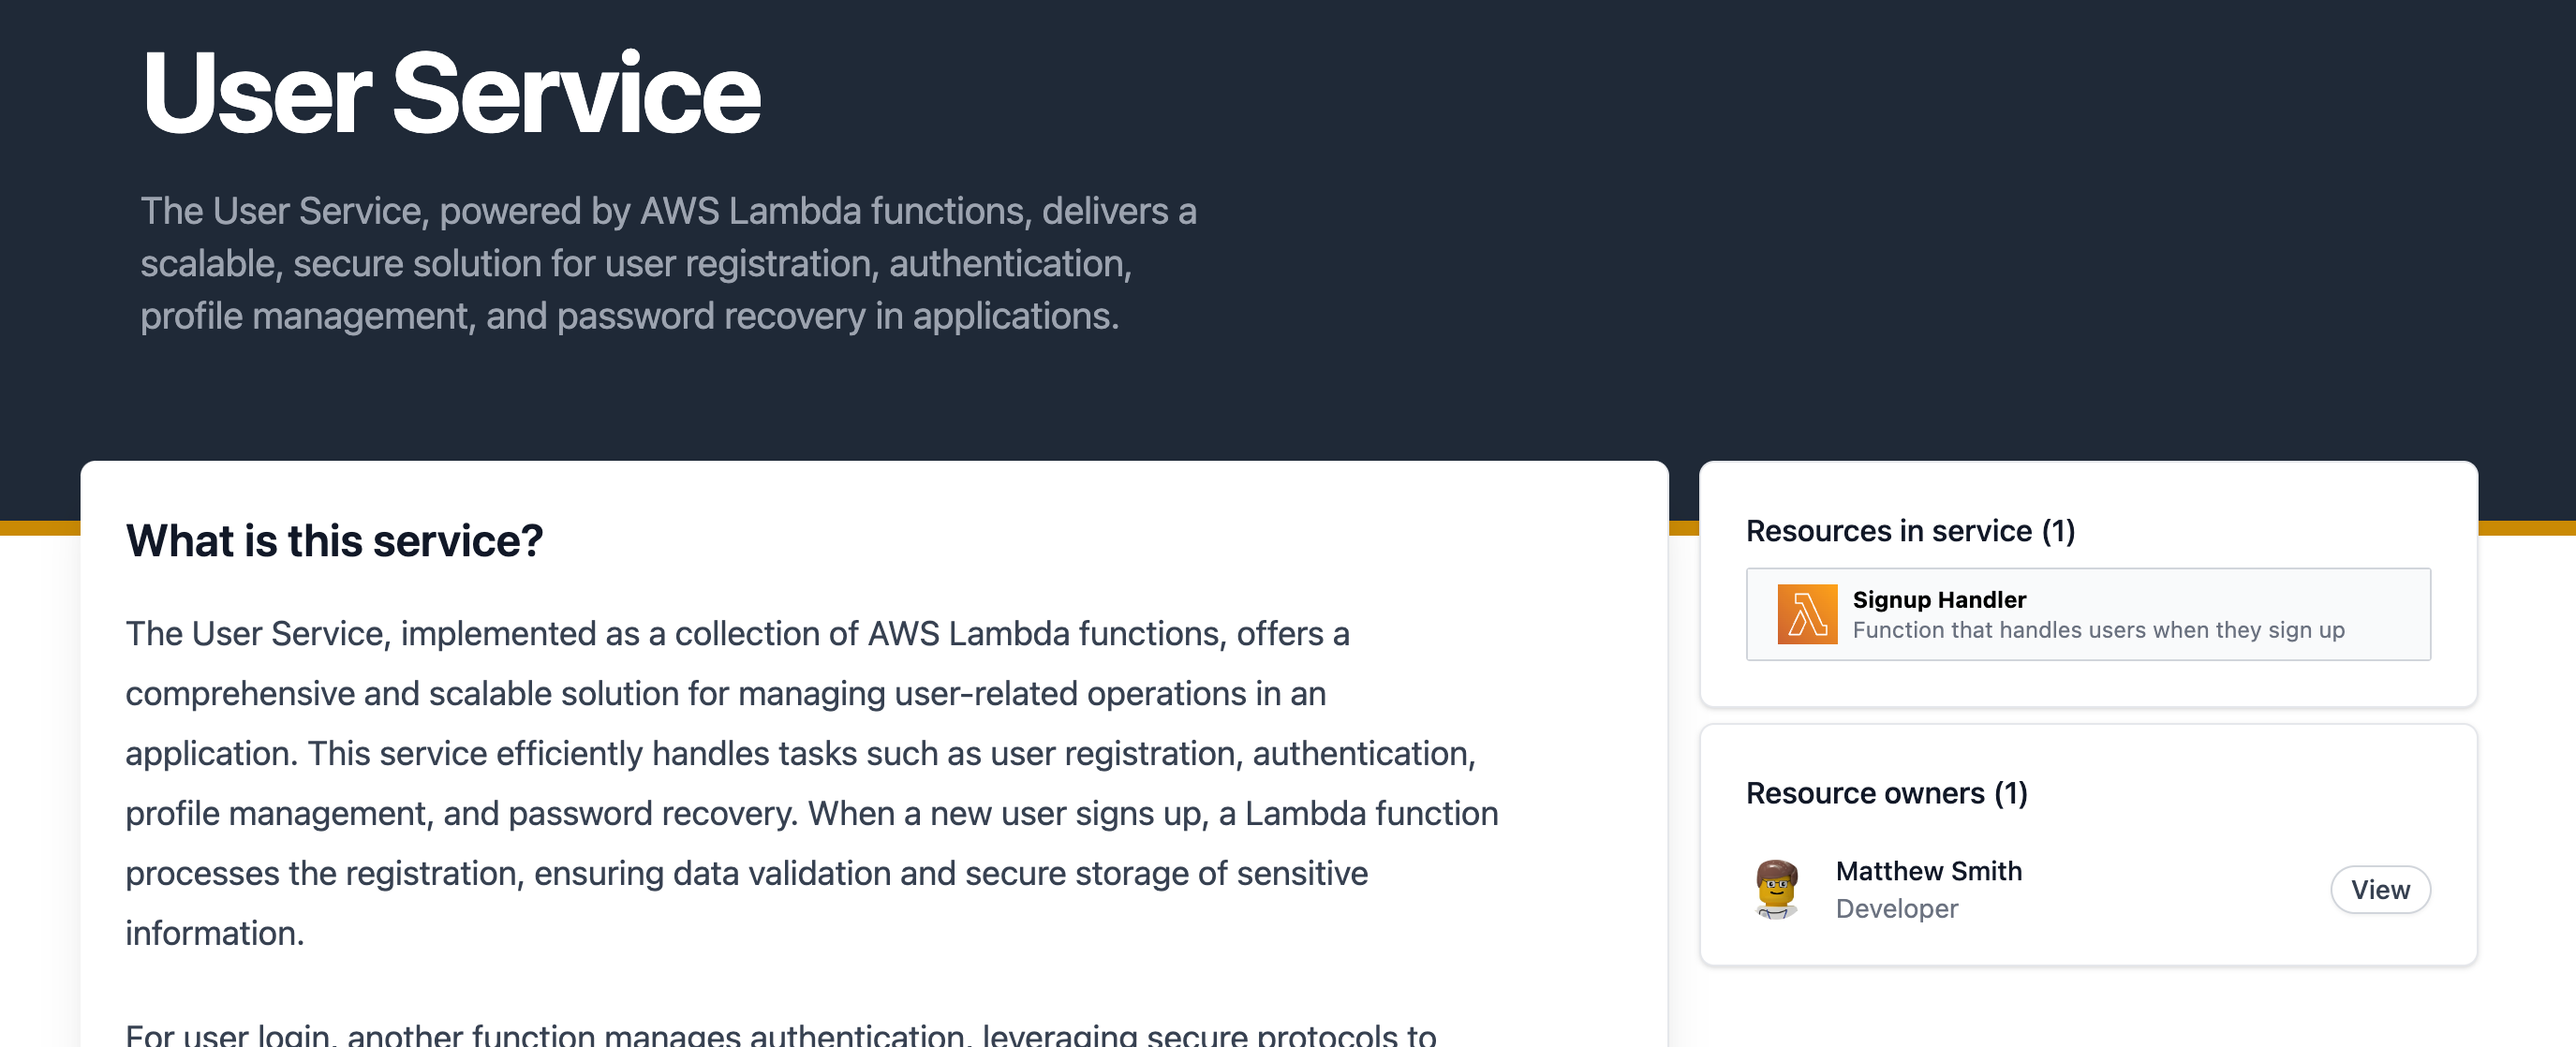 User Service
The User Service, powered by AWS Lambda functions, delivers a
scalable, secure solution for user registration, authentication,
profile management, and password recovery in applications.
What is this service?
The User Service, implemented as a collection of AWS Lambda functions, offers a
comprehensive and scalable solution for managing user-related operations in an
application. This service efficiently handles tasks such as user registration, authentication,
profile management, and password recovery. When a new user signs up, a Lambda function
processes the registration, ensuring data validation and secure storage of sensitive
information.
For user login, another function manages authentication, leveraging secure protocols to
Resources in service (1)
Signup Handler
Function that handles users when they sign up
Resource owners (1)
Matthew Smith
Developer
View